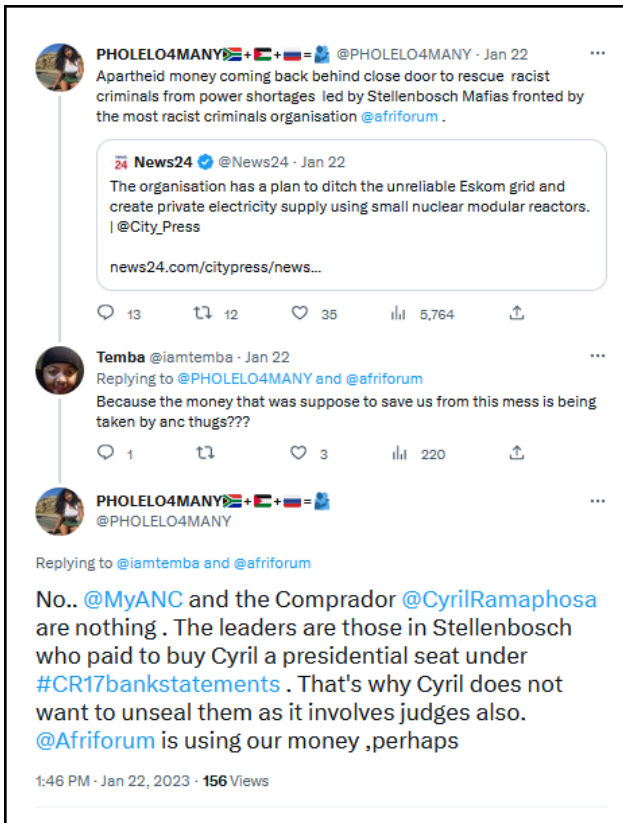 PHOLELO4MANY🇿🇦+🇵🇸+🇷🇺=🫂 @PHOLELO4MANY · Jan 22
Apartheid money coming back behind close door to rescue racist
criminals from power shortages led by Stellenbosch Mafias fronted by
the most racist criminals organisation @afriforum .
24 News24 @News24 · Jan 22
The organisation has a plan to ditch the unreliable Eskom grid and
create private electricity supply using small nuclear modular reactors.
| @City_Press
news24.com/citypress/news...
13 12 35 5,764
Temba @iamtemba · Jan 22
Replying to @PHOLELO4MANY and @afriforum
Because the money that was suppose to save us from this mess is being
taken by anc thugs???
1 3 220
PHOLELO4MANY🇿🇦+🇵🇸+🇷🇺=🫂
@PHOLELO4MANY
Replying to @iamtemba and @afriforum
No.. @MyANC and the Comprador @CyrilRamaphosa
are nothing . The leaders are those in Stellenbosch
who paid to buy Cyril a presidential seat under
#CR17bankstatements . That's why Cyril does not
want to unseal them as it involves judges also.
@Afriforum is using our money ,perhaps
1:46 PM · Jan 22, 2023 · 156 Views